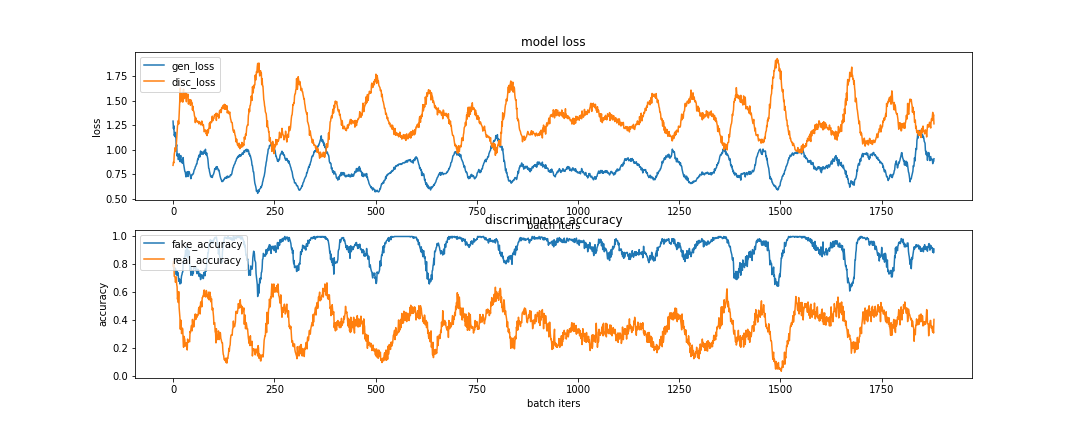 model loss
gen_loss
disc_loss
loss
1.75
1.50
1.25
1.00
0.75
0.50
0
250
500
750
1000
1250
1500
1750
batch iters
discriminator accuracy
fake_accuracy
real_accuracy
accuracy
1.0
0.8
0.6
0.4
0.2
0.0
0
250
500
750
1000
1250
1500
1750
batch iters